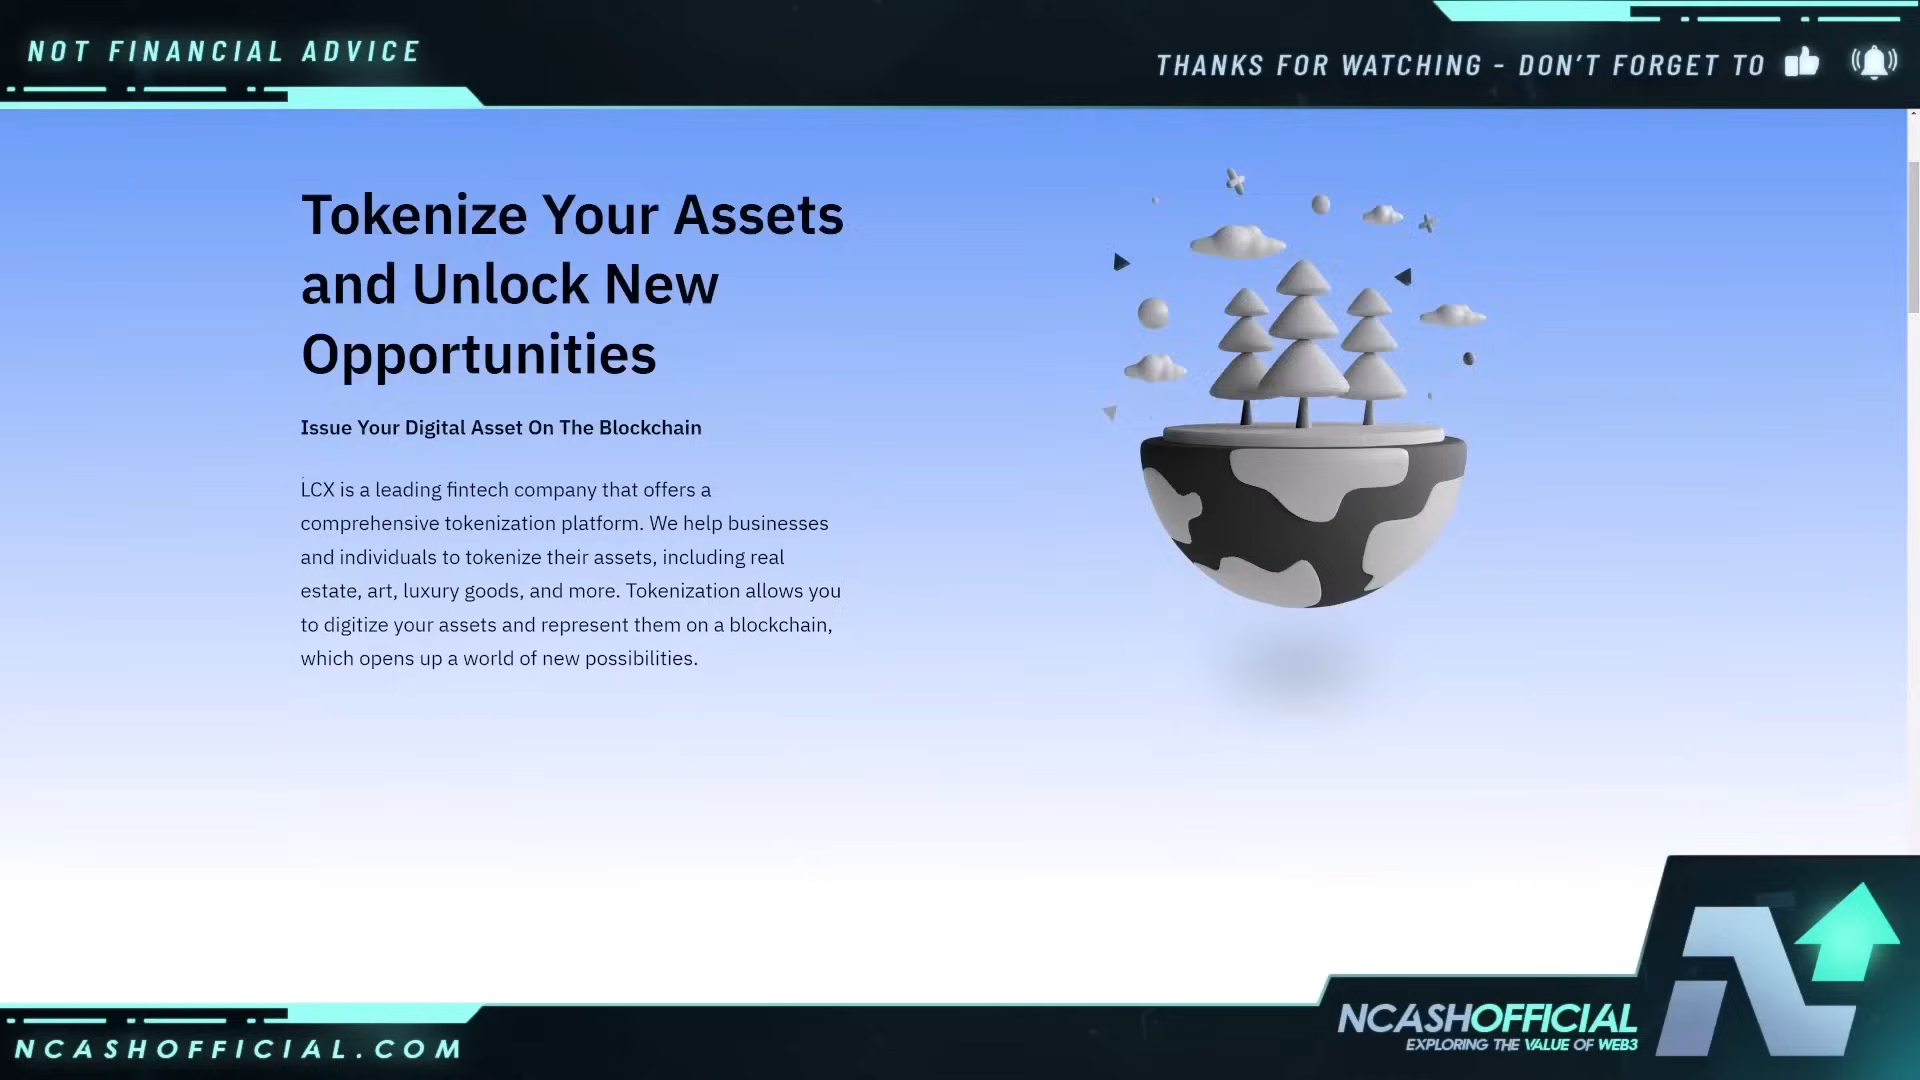 NOT FINANCIAL ADVICE
THANKS FOR WATCHING - DON'T FORGET TO
Tokenize Your Assets
and Unlock New
Opportunities
Issue Your Digital Asset On The Blockchain
LCX is a leading fintech company that offers a
comprehensive tokenization platform. We help businesses
and individuals to tokenize their assets, including real
estate, art, luxury goods, and more. Tokenization allows you
to digitize your assets and represent them on a blockchain,
which opens up a world of new possibilities.
NCASHOFFICIAL
EXPLORING THE VALUE OF WEB3
NCASHOFFICIAL.COM